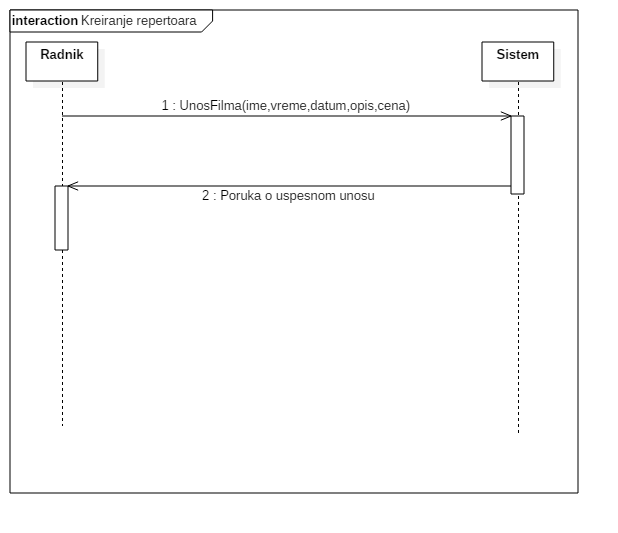 interaction Kreiranje repertoara
Radnik
Sistem
1 : UnosFilma(ime,vreme,datum,opis,cena)
2 : Poruka o uspesnom unosu